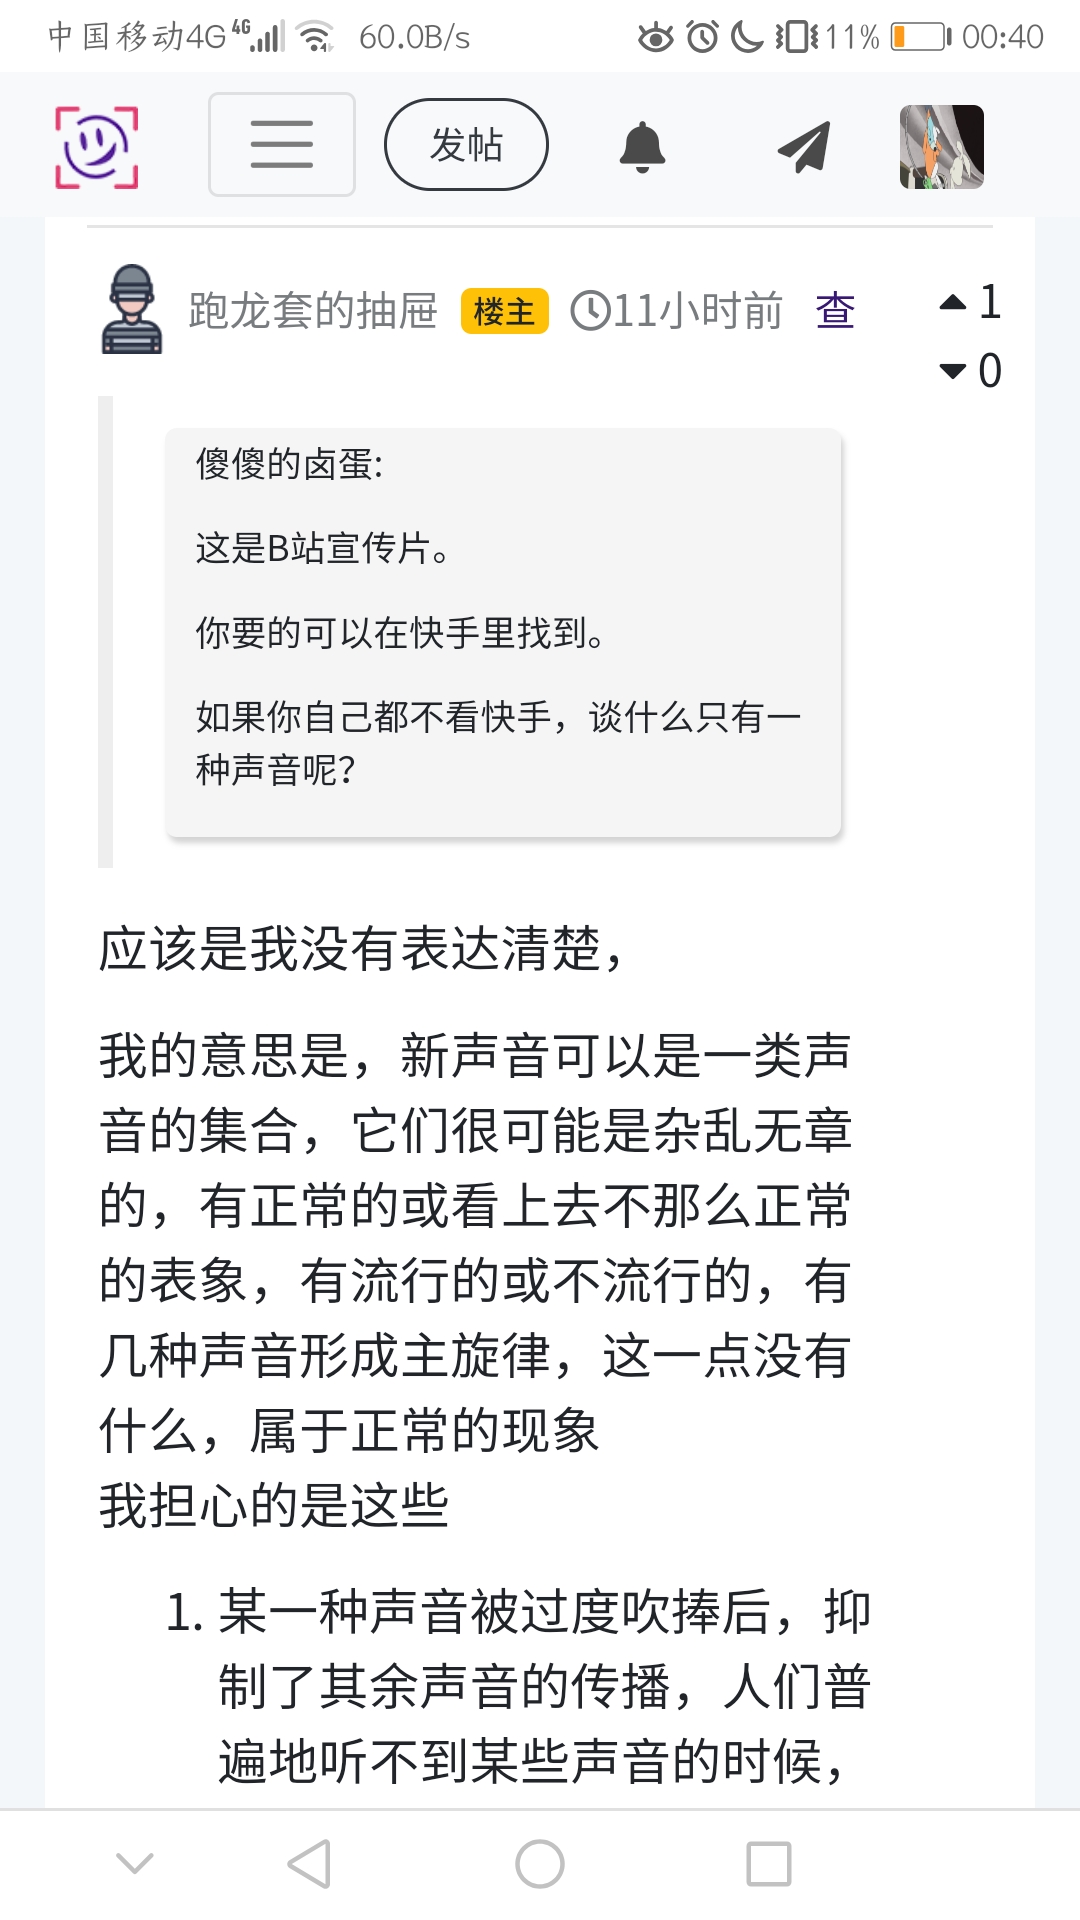 中国移动4G 4G 60.0B/s 11% 00:40
发帖
跑龙套的抽屉 楼主 11小时前 查 1
0
傻傻的卤蛋:
这是B站宣传片。
你要的可以在快手里找到。
如果你自己都不看快手，谈什么只有一
种声音呢？
应该是我没有表达清楚，
我的意思是，新声音可以是一类声
音的集合，它们很可能是杂乱无章
的，有正常的或看上去不那么正常
的表象，有流行的或不流行的，有
几种声音形成主旋律，这一点没有
什么，属于正常的现象
我担心的是这些
1. 某一种声音被过度吹捧后，抑
制了其余声音的传播，人们普
遍地听不到某些声音的时候，